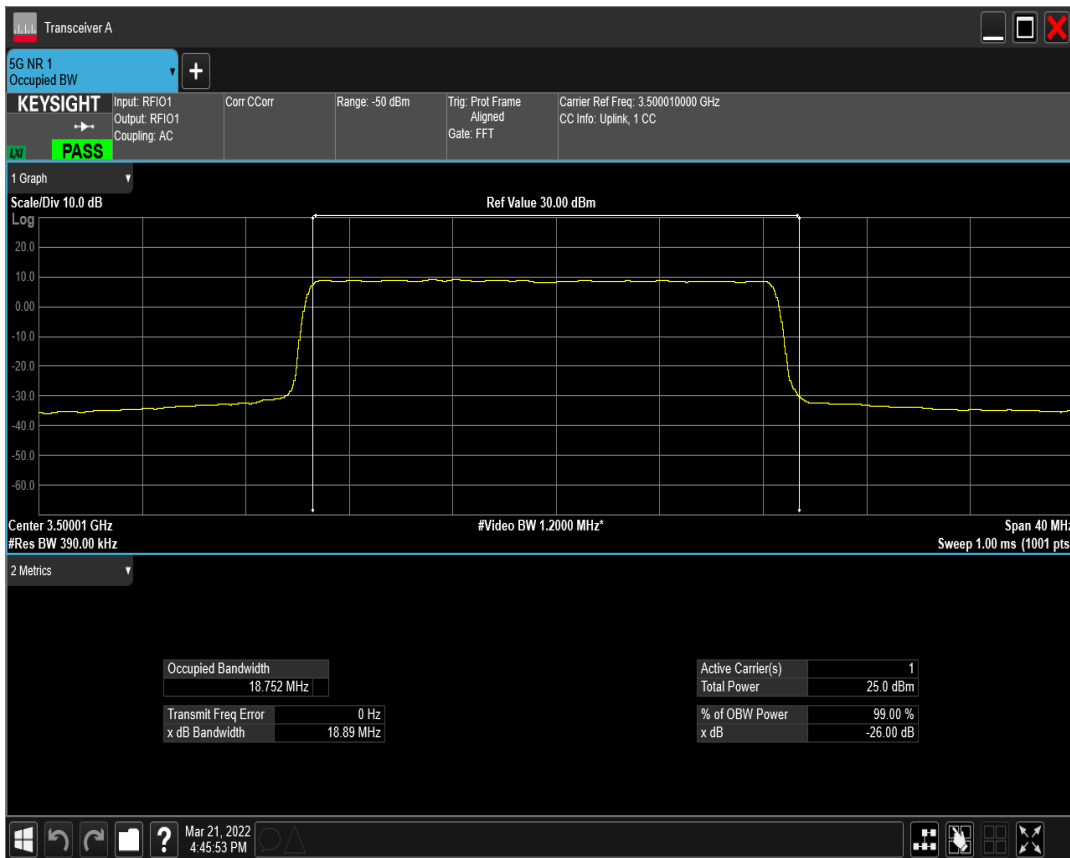 Transceiver A
5G NR 1
Occupied BW
+
KEYSIGHT
LXI
PASS
Input: RFIO1
Output: RFIO1
Coupling: AC
Corr CCorr
Range: -50 dBm
Trig: Prot Frame
Aligned
Gate: FFT
Carrier Ref Freq: 3.500010000 GHz
CC Info: Uplink, 1 CC
1 Graph
Scale/Div 10.0 dB
Ref Value 30.00 dBm
Log
20.0
10.0
0.00
-10.0
-20.0
-30.0
-40.0
-50.0
-60.0
Center 3.50001 GHz
#Video BW 1.2000 MHz*
Span 40 MHz
#Res BW 390.00 kHz
Sweep 1.00 ms (1001 pts
2 Metrics
Occupied Bandwidth
18.752 MHz
Transmit Freq Error 0 Hz
x dB Bandwidth 18.89 MHz
Active Carrier(s) 1
Total Power 25.0 dBm
% of OBW Power 99.00 %
x dB -26.00 dB
?
Mar 21, 2022
4:45:53 PM